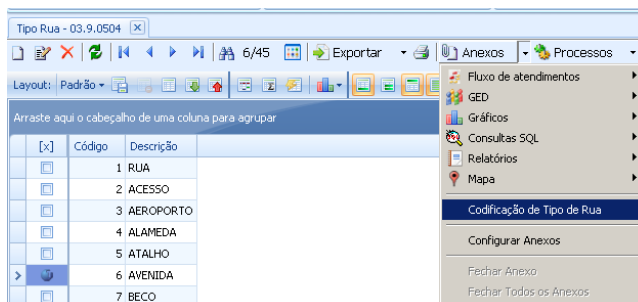 Tipo Rua - 03.9.0504
6/45 Exportar Anexos Processos
Layout: Padrão
Arraste aqui o cabeçalho de uma coluna para agrupar
[x] Código Descrição
1 RUA
2 ACESSO
3 AEROPORTO
4 ALAMEDA
5 ATALHO
6 AVENIDA
7 BECO
Fluxo de atendimentos
GED
Gráficos
Consultas SQL
Relatórios
Mapa
Codificação de Tipo de Rua
Configurar Anexos
Fechar Anexo
Fechar Todos os Anexos